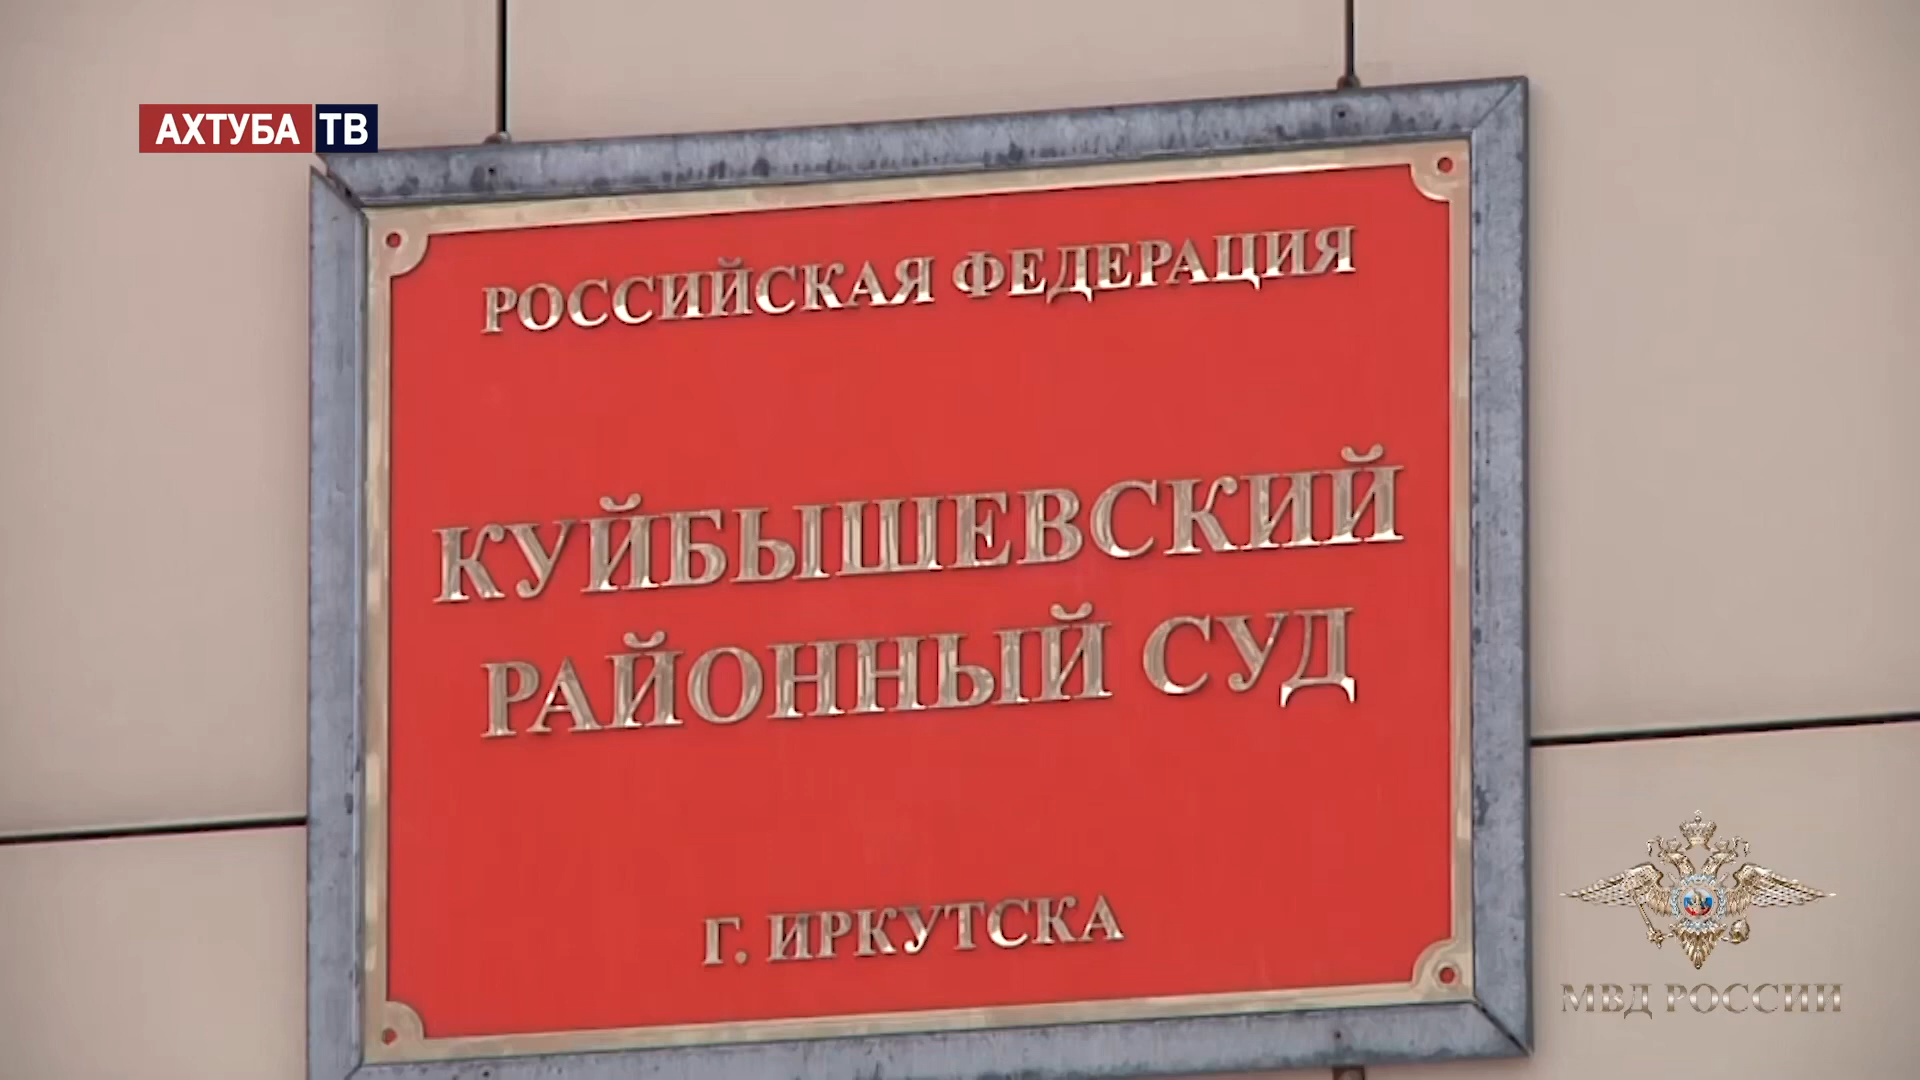 АХТУБА ТВ
РОССИЙСКАЯ ФЕДЕРАЦИЯ
КУЙБЫШЕВСКИЙ
РАЙОННЫЙ СУД
Г. ИРКУТСКА
МВД РОССИИ